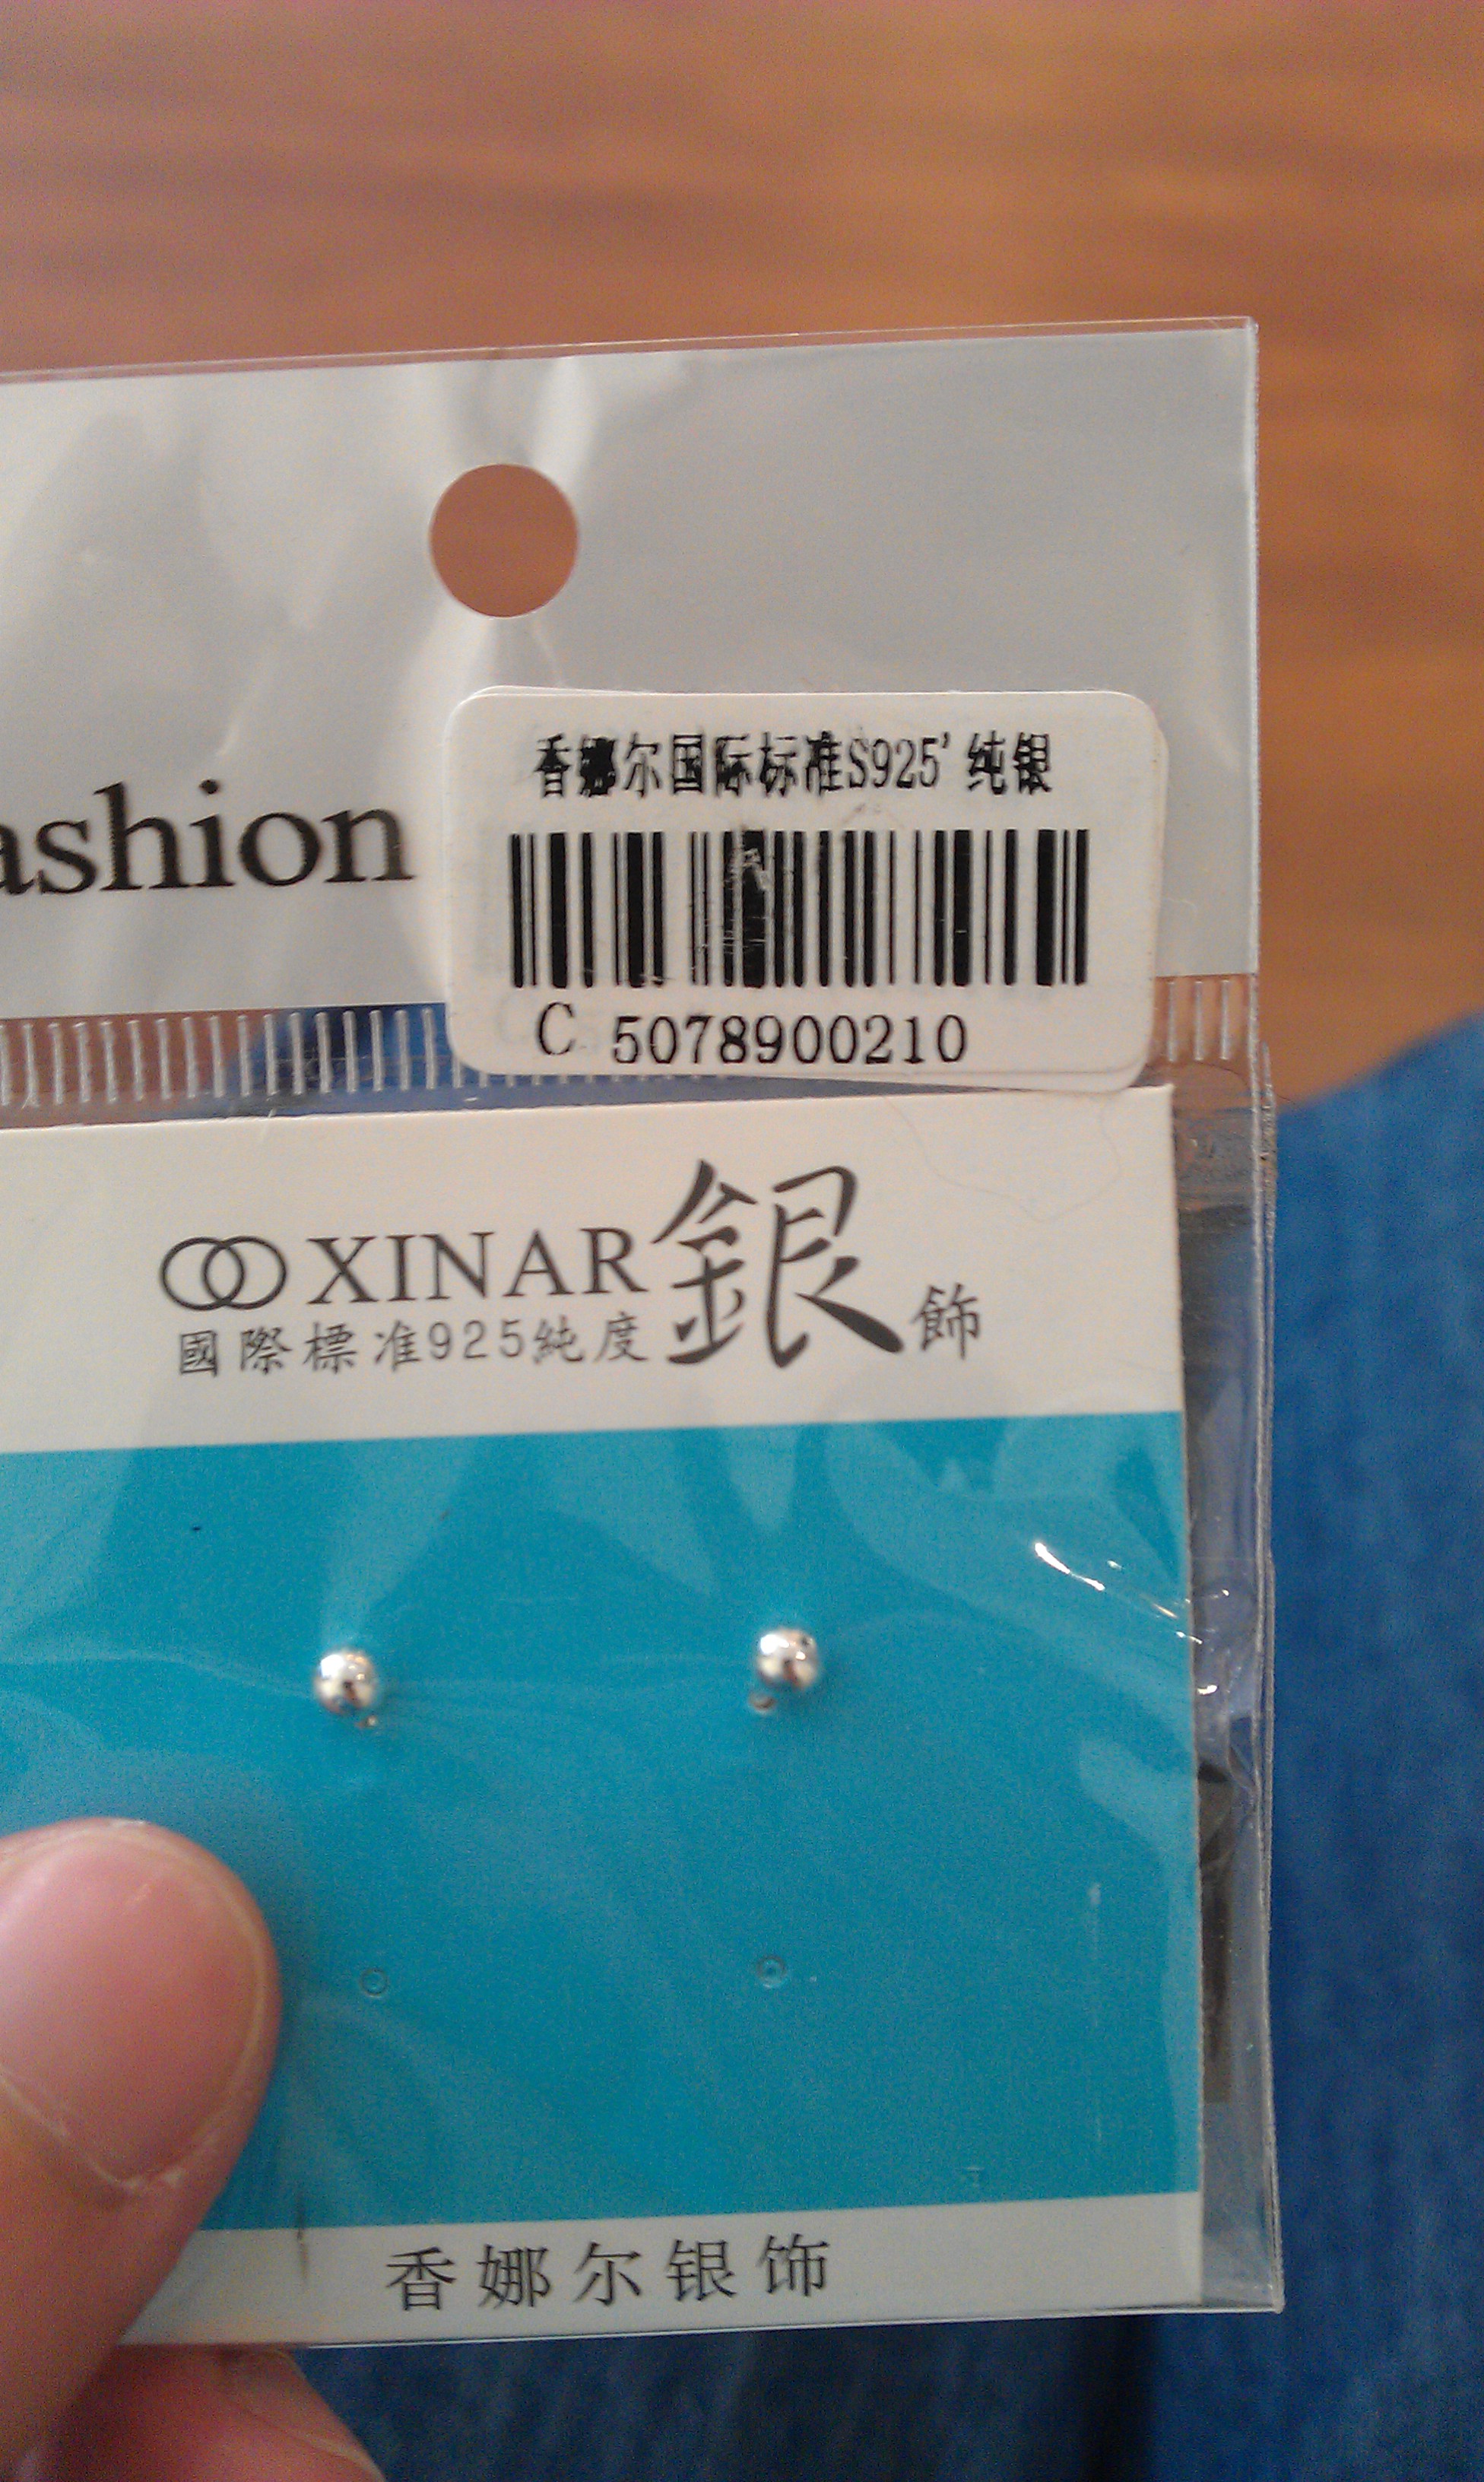 香娜尔国际标准S925' 纯银
ashion
C 5078900210
XINAR銀飾
國際標准925純度
香娜尔银饰